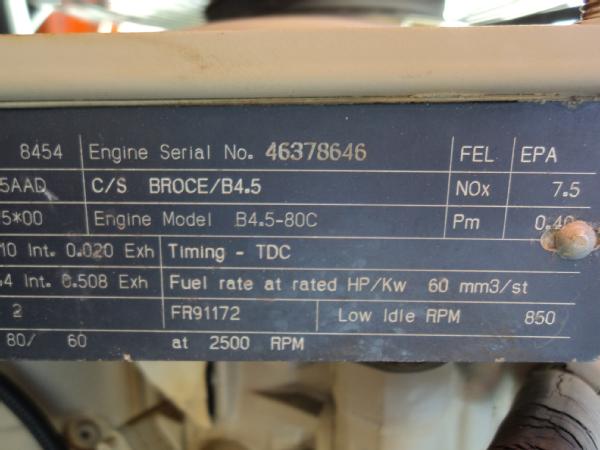 8454 Engine Serial No. 46378646 FEL EPA
5AAD C/S BROCE/B4.5 NOx 7.5
5*00 Engine Model B4.5-80C Pm
10 Int. 0.020 Exh Timing - TDC
.4 Int. 0.508 Exh Fuel rate at rated HP/Kw 60 mm3/st
2 FR91172 Low Idle RPM 850
80/ 60 at 2500 RPM